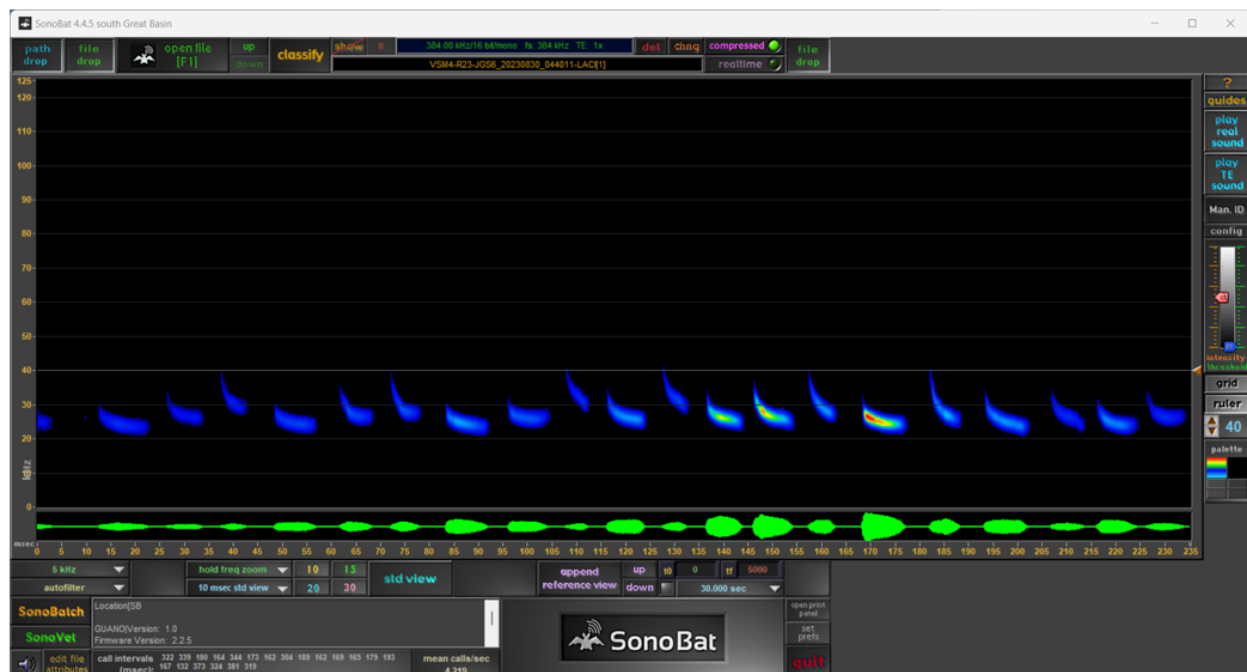 SonoBat 4.4.5 south Great Basin
path drop
file drop
open file [F1]
up
down
classify
show
R
384.00 kHz/16 bit/mono fs: 384 kHz TE: 1x
VSM4-R23-JGS6_20230830_044011-LACI[1]
del
chng
compressed
realtime
file drop
125
120
110
100
90
80
70
60
50
40
30
20
10
0
kHz
?
guides
play real sound
play TE sound
Man. ID
config
intensity
threshold
grid
ruler
40
palette
msec
0 5 10 15 20 25 30 35 40 45 50 55 60 65 70 75 80 85 90 95 100 105 110 115 120 125 130 135 140 145 150 155 160 165 170 175 180 185 190 195 200 205 210 215 220 225 230 235
5 kHz
autofilter
hold freq zoom
10 msec std view
10 15
20 30
std view
append reference view
up
down
t0 0 tf 5000
30.000 sec
SonoBatch
SonoVet
edit file attributes
Location|SB
GUANO|Version: 1.0
Firmware Version: 2.2.5
call intervals (msec):
322 339 180 164 344 173 162 304 189 162 169 165 179 193
167 132 373 324 381 319
mean calls/sec
4.219
SonoBat
open print panel
set prefs
quit